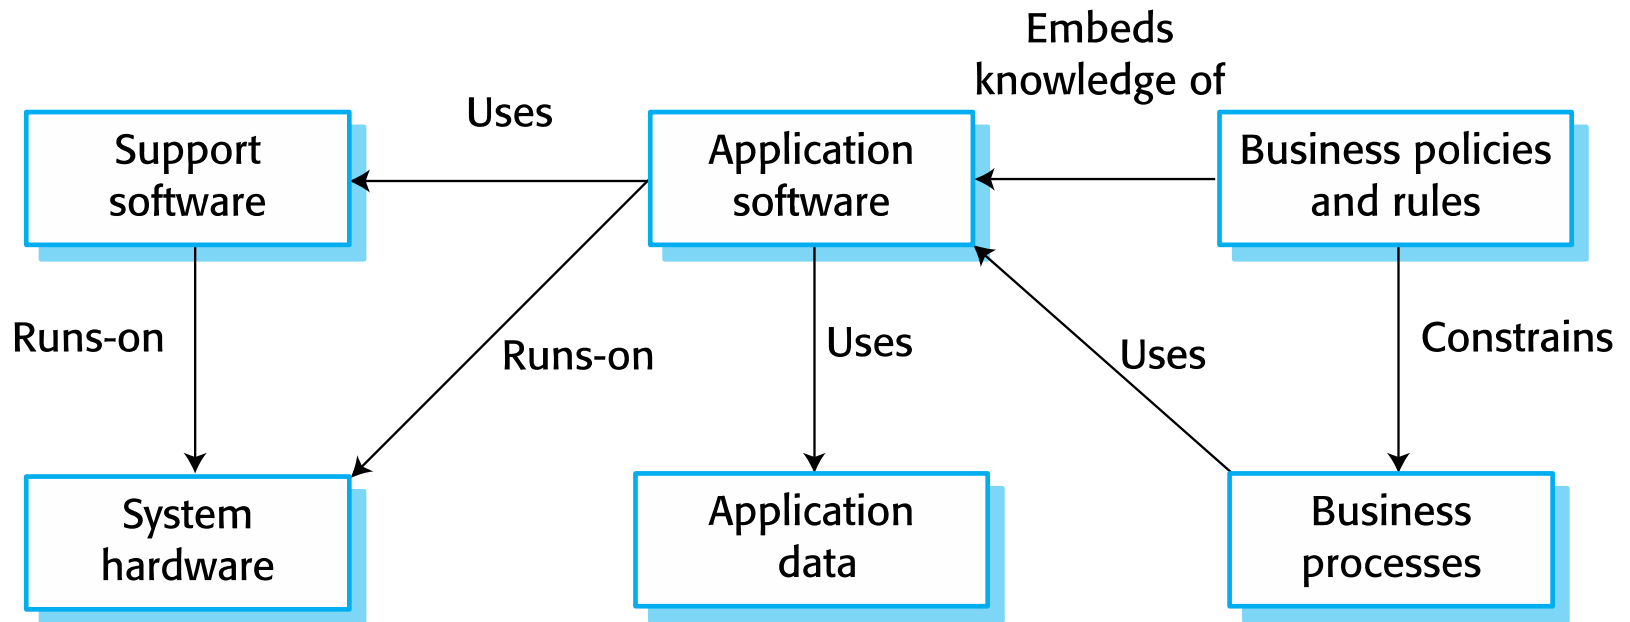 Embeds
knowledge of
Uses
Support
software
Application
software
Business policies
and rules
Runs-on
Runs-on
Uses
Uses
Constrains
System
hardware
Application
data
Business
processes